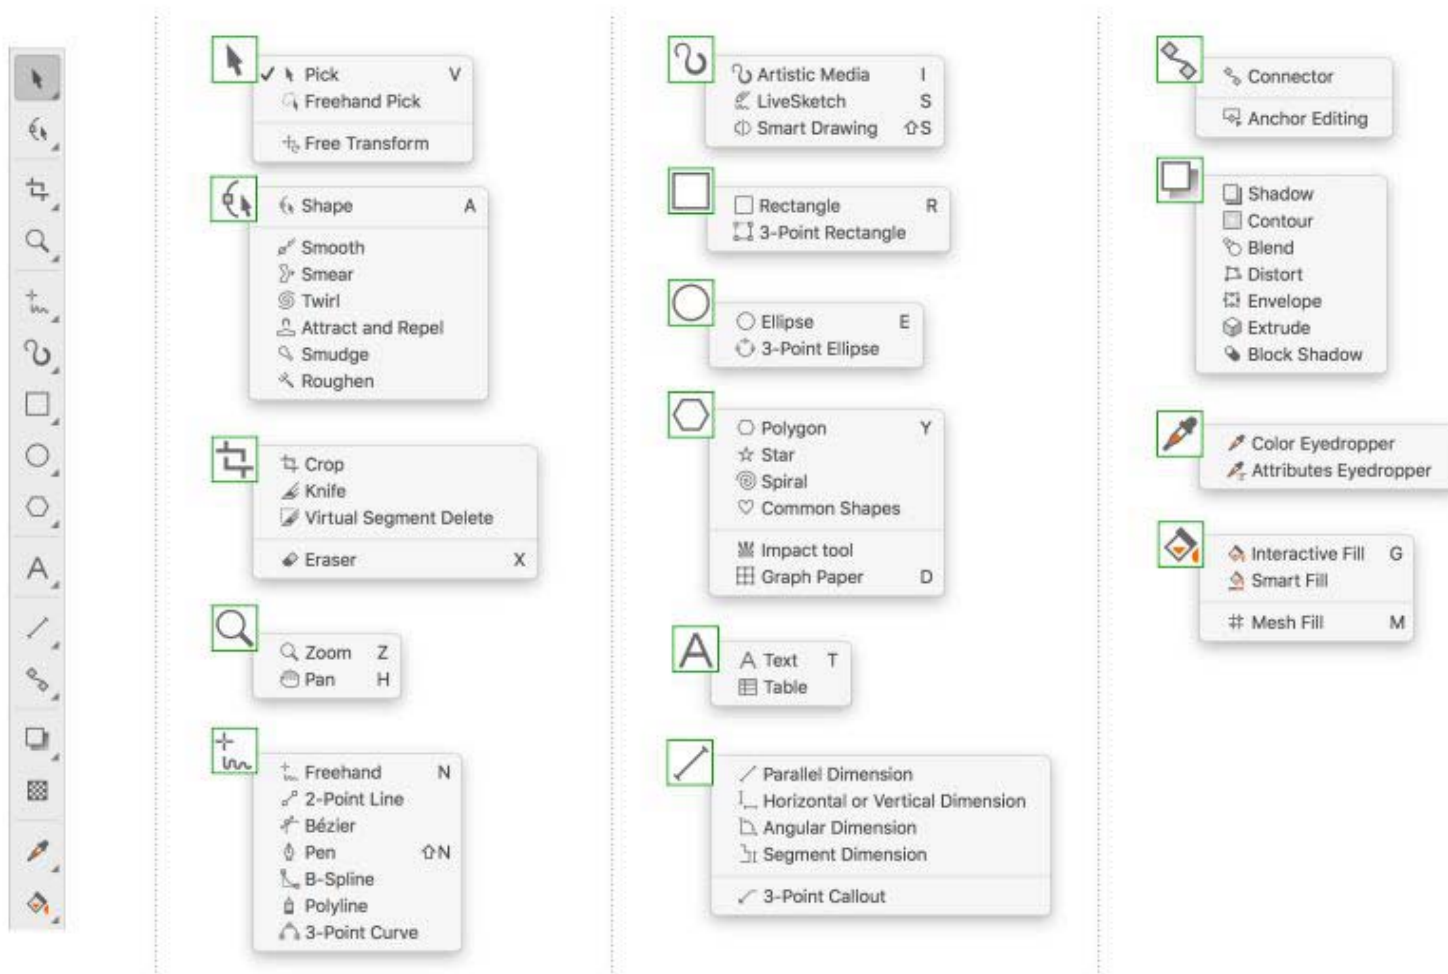 Pick V
Freehand Pick
Free Transform
Shape A
Smooth
Smear
Twirl
Attract and Repel
Smudge
Roughen
Crop
Knife
Virtual Segment Delete
Eraser X
Zoom Z
Pan H
Freehand N
2-Point Line
Bézier
Pen ⇧N
B-Spline
Polyline
3-Point Curve
Artistic Media I
LiveSketch S
Smart Drawing ⇧S
Rectangle R
3-Point Rectangle
Ellipse E
3-Point Ellipse
Polygon Y
Star
Spiral
Common Shapes
Impact tool
Graph Paper D
Text T
Table
Parallel Dimension
Horizontal or Vertical Dimension
Angular Dimension
Segment Dimension
3-Point Callout
Connector
Anchor Editing
Shadow
Contour
Blend
Distort
Envelope
Extrude
Block Shadow
Color Eyedropper
Attributes Eyedropper
Interactive Fill G
Smart Fill
Mesh Fill M